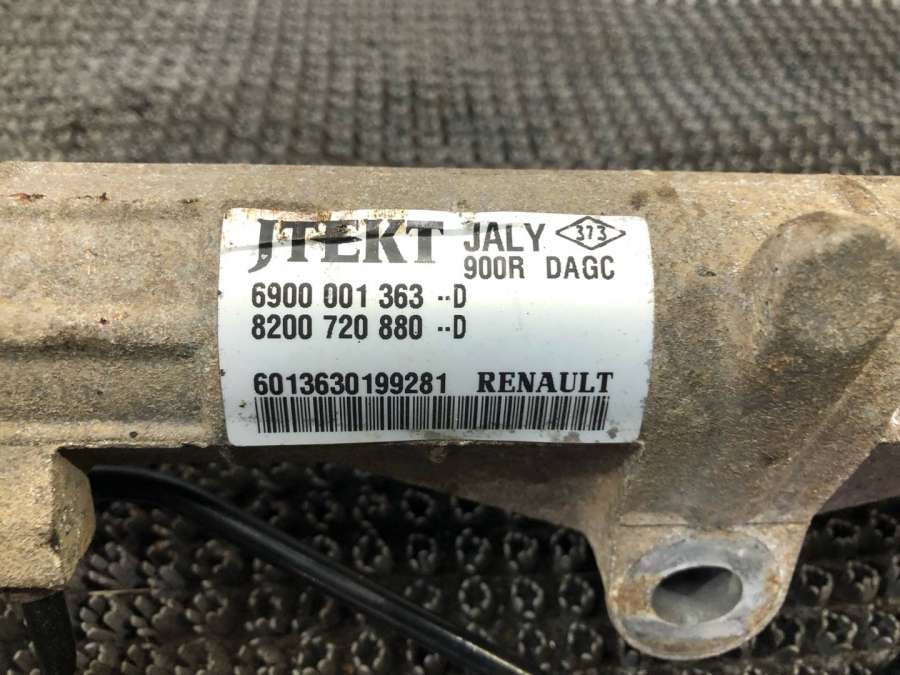 JTEKT JALY 373
900R DAGC
6900 001 363 --D
8200 720 880 --D
6013630199281 RENAULT